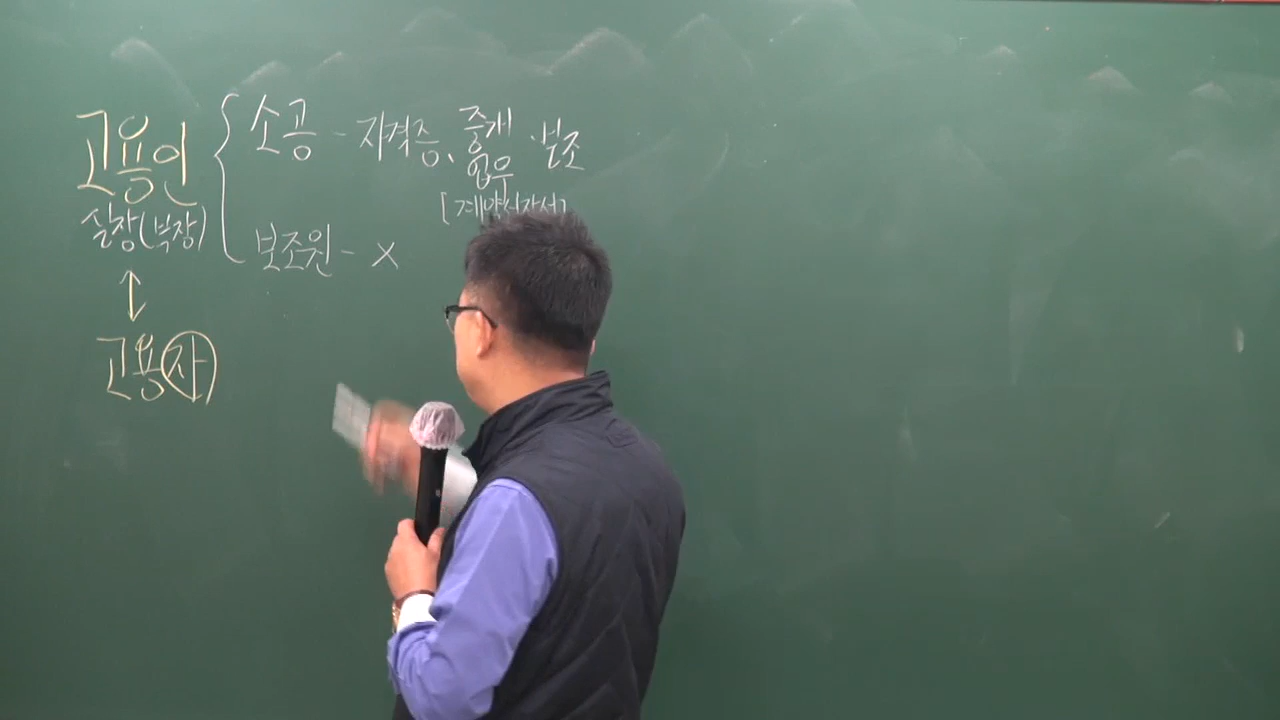 고용인 { 소공 - 자격증, 중개업무 · 보조
[계약서작성]
실장(부장)
보조원 - ×
↕
고용자